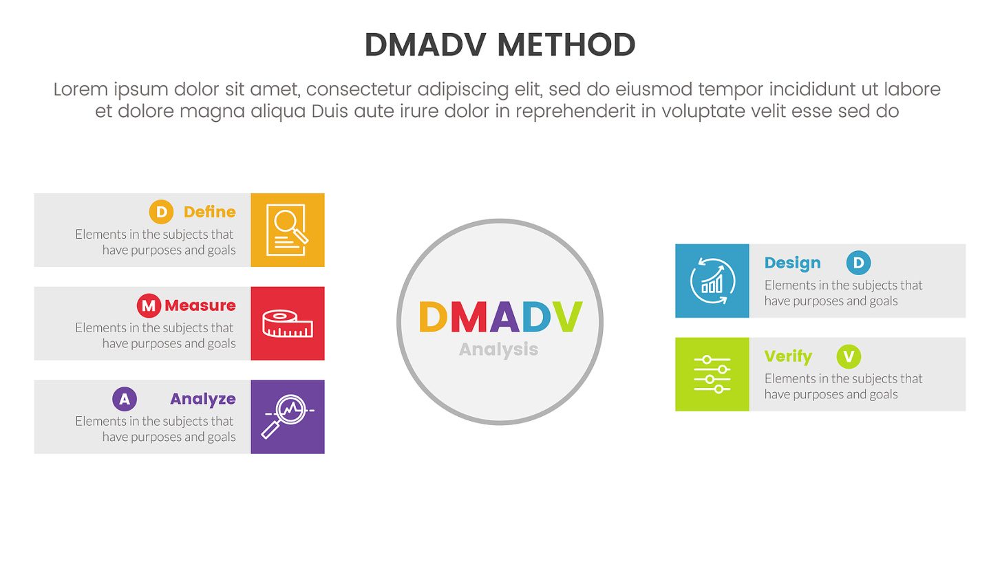 DMADV METHOD
Lorem ipsum dolor sit amet, consectetur adipiscing elit, sed do eiusmod tempor incididunt ut labore
et dolore magna aliqua Duis aute irure dolor in reprehenderit in voluptate velit esse sed do
D Define
Elements in the subjects that
have purposes and goals
M Measure
Elements in the subjects that
have purposes and goals
A Analyze
Elements in the subjects that
have purposes and goals
DMADV
Analysis
Design D
Elements in the subjects that
have purposes and goals
Verify V
Elements in the subjects that
have purposes and goals